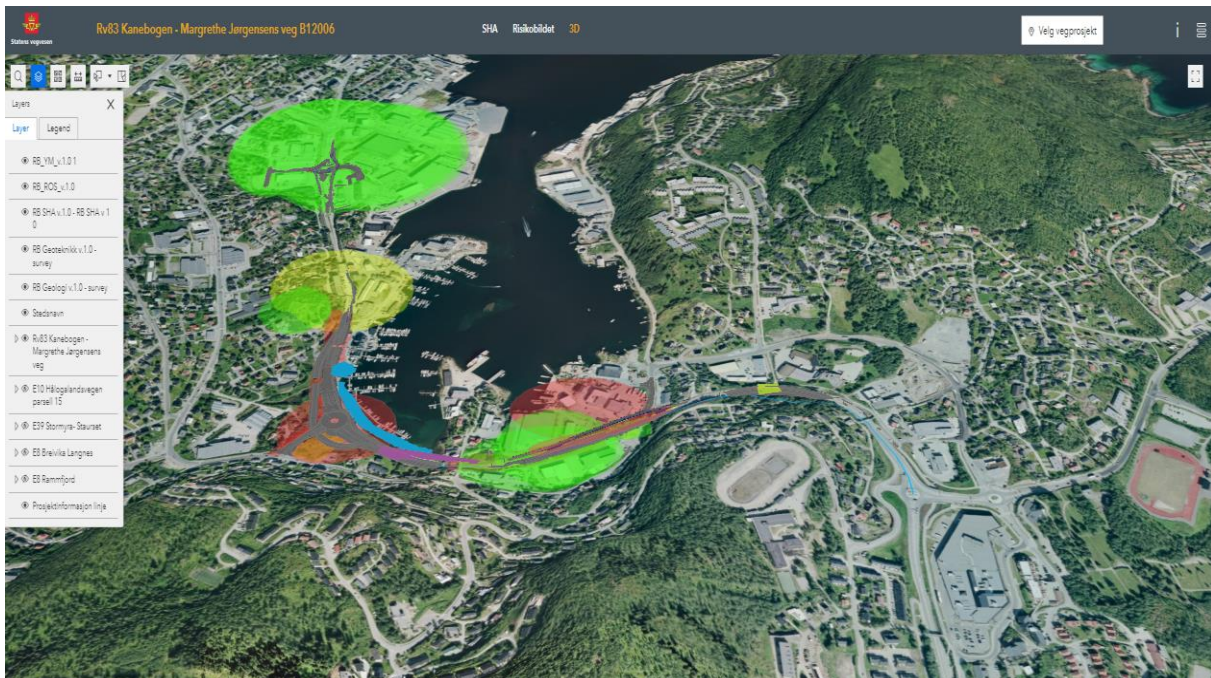 Statens vegvesen
Rv83 Kanebogen - Margrethe Jørgensens veg B12006
SHA Risikobildet 3D
Velg vegprosjekt
Layers X
Layer Legend
RB_YM_v.1.0 1
RB_ROS_v.1.0
RB SHA v.1.0 - RB SHA v 1
0
RB Geoteknikk v.1.0 -
survey
RB Geologi v.1.0 - survey
Stedsnavn
Rv83 Kanebogen -
Margrethe Jørgensens
veg
E10 Hålogalandsvegen
parsell 15
E39 Stormyra- Staurset
E8 Breivika Langnes
E8 Ramnfjord
Prosjektinformasjon linje